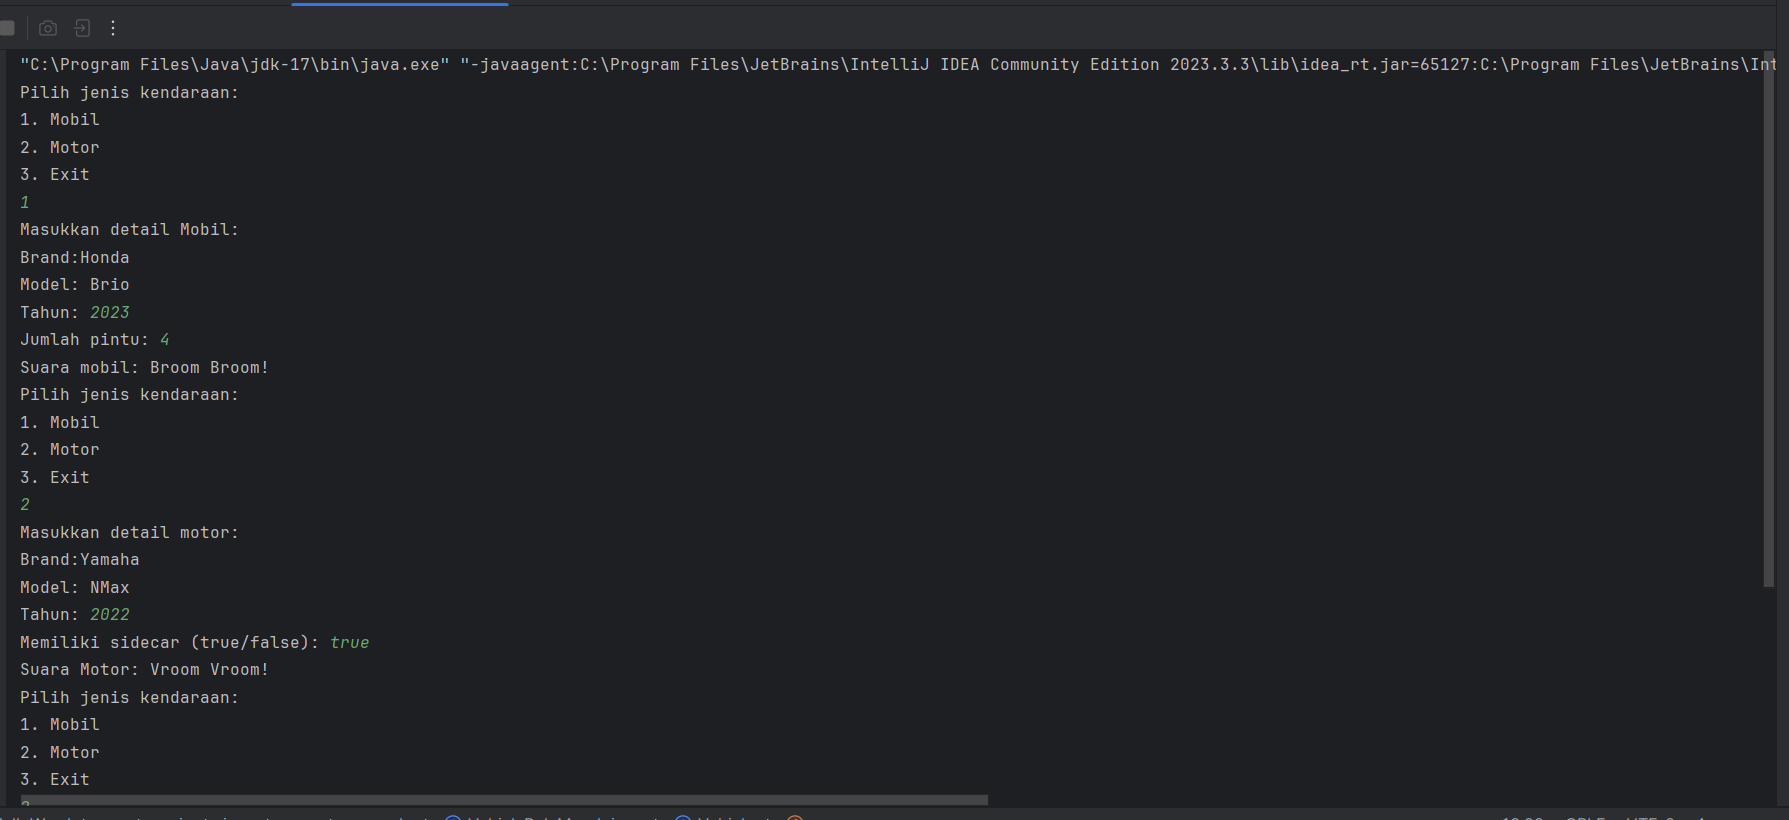 "C:\Program Files\Java\jdk-17\bin\java.exe" "-javaagent:C:\Program Files\JetBrains\IntelliJ IDEA Community Edition 2023.3.3\lib\idea_rt.jar=65127:C:\Program Files\JetBrains\Int
Pilih jenis kendaraan:
1. Mobil
2. Motor
3. Exit
1
Masukkan detail Mobil:
Brand:Honda
Model: Brio
Tahun: 2023
Jumlah pintu: 4
Suara mobil: Broom Broom!
Pilih jenis kendaraan:
1. Mobil
2. Motor
3. Exit
2
Masukkan detail motor:
Brand:Yamaha
Model: NMax
Tahun: 2022
Memiliki sidecar (true/false): true
Suara Motor: Vroom Vroom!
Pilih jenis kendaraan:
1. Mobil
2. Motor
3. Exit